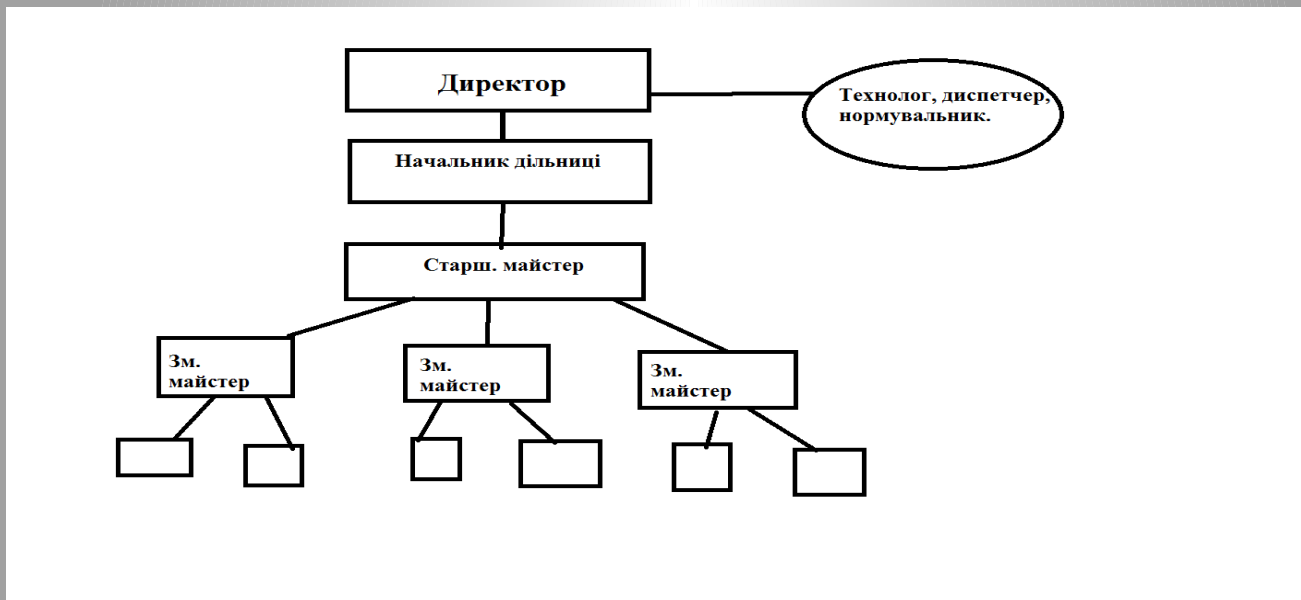 Директор
Технолог, диспетчер,
нормувальник.
Начальник дільниці
Старш. майстер
Зм.
майстер
Зм.
майстер
Зм.
майстер